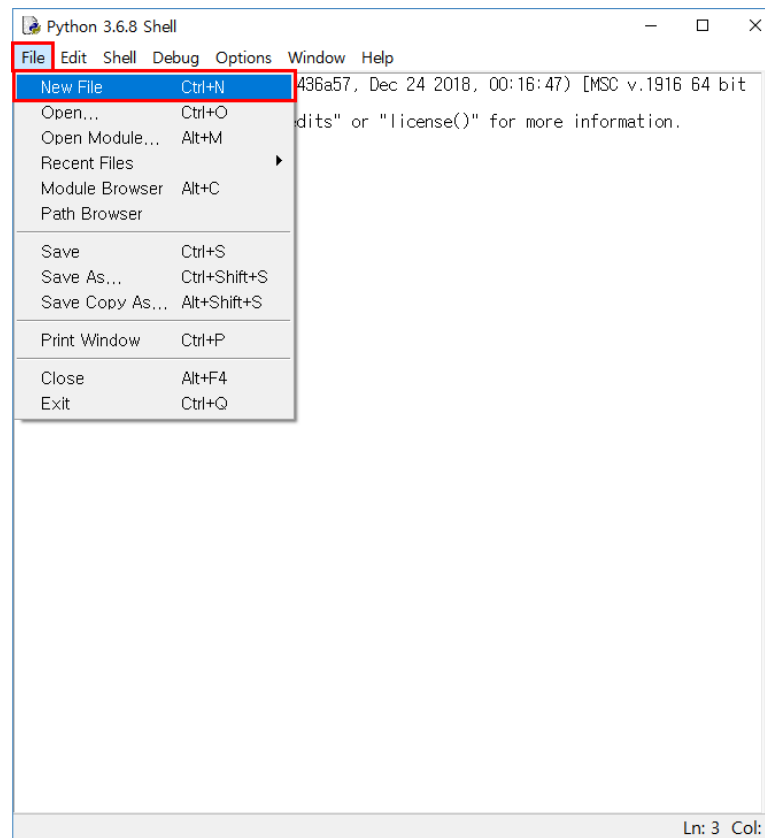 Python 3.6.8 Shell
File Edit Shell Debug Options Window Help
New File Ctrl+N
436a57, Dec 24 2018, 00:16:47) [MSC v.1916 64 bit
Open... Ctrl+O
edits" or "license()" for more information.
Open Module... Alt+M
Recent Files
Module Browser Alt+C
Path Browser
Save Ctrl+S
Save As... Ctrl+Shift+S
Save Copy As... Alt+Shift+S
Print Window Ctrl+P
Close Alt+F4
Exit Ctrl+Q
Ln: 3 Col: